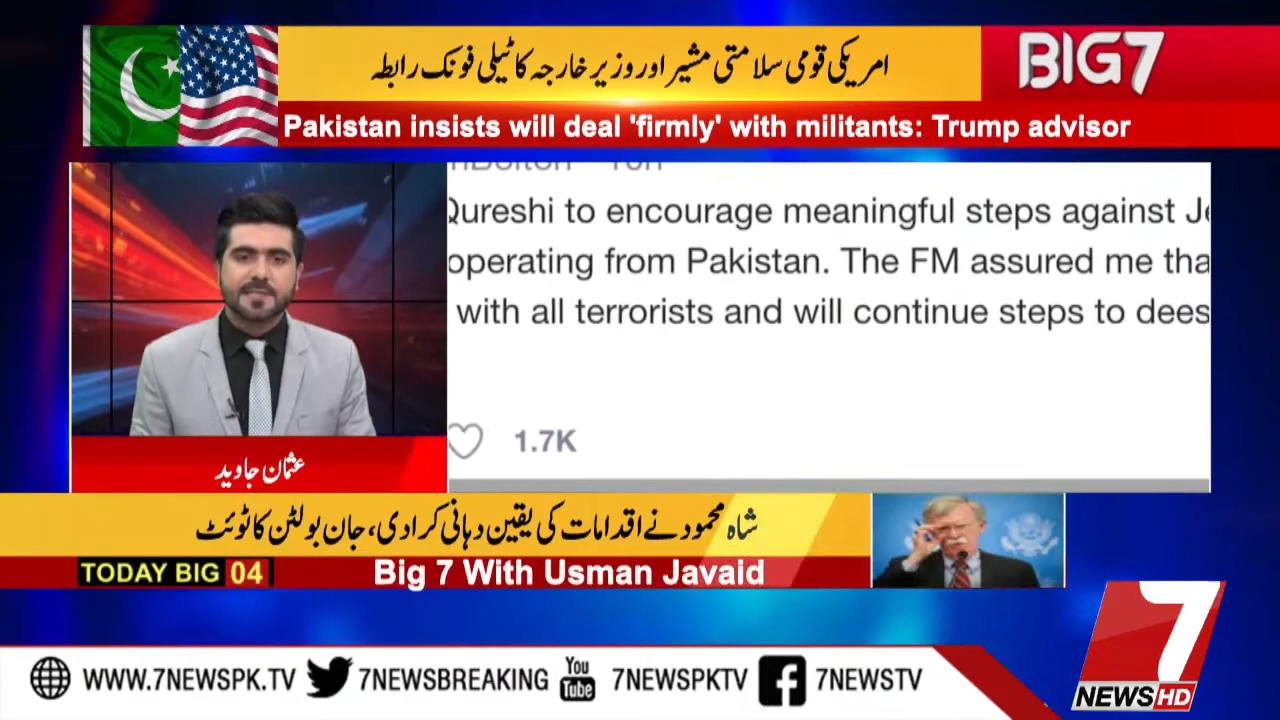 امریکی قومی سلامتی مشیر اور وزیر خارجہ کا ٹیلی فونک رابطہ
BIG7
Pakistan insists will deal 'firmly' with militants: Trump advisor
Qureshi to encourage meaningful steps against Je
operating from Pakistan. The FM assured me tha
with all terrorists and will continue steps to dees
1.7K
عثمان جاوید
شاہ محمود نے اقدامات کی یقین دہانی کرا دی، جان بولٹن کا ٹوئٹ
TODAY BIG 04
Big 7 With Usman Javaid
WWW.7NEWSPK.TV 7NEWSBREAKING You Tube 7NEWSPKTV f 7NEWSTV
7 NEWS HD